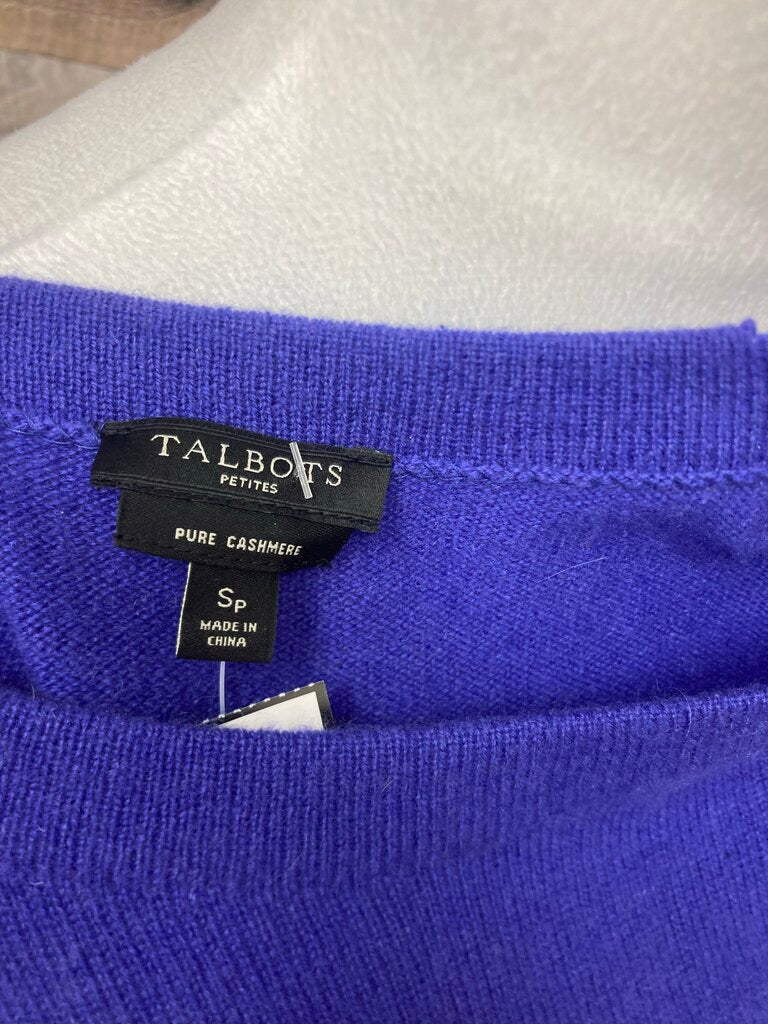 TALBOTS
PETITES
PURE CASHMERE
SP
MADE IN
CHINA